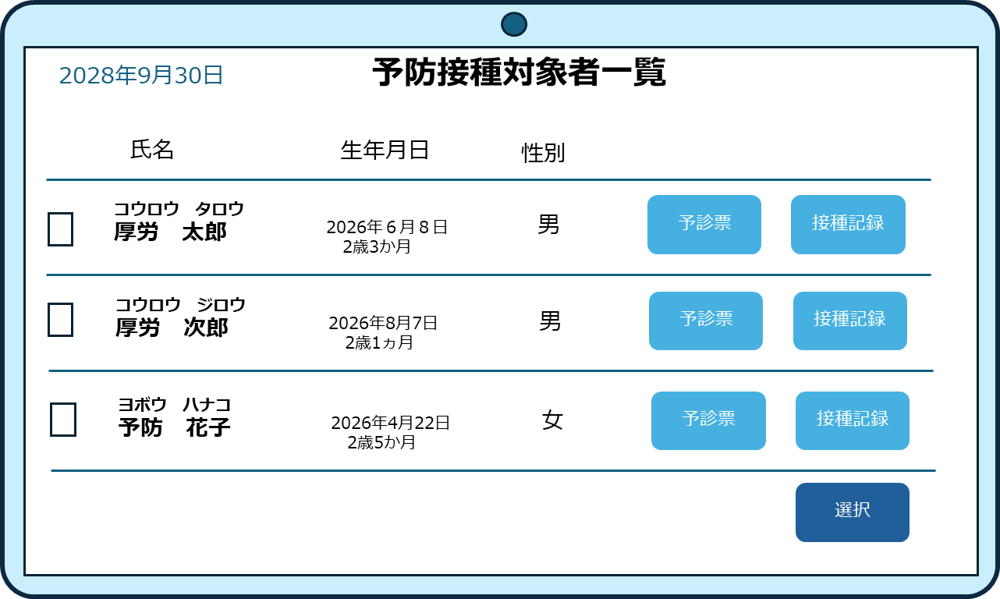 2028年9月30日
予防接種対象者一覧
氏名 生年月日 性別
コウロウ　タロウ
厚労　太郎
2026年６月８日
2歳3か月
男
予診票
接種記録
コウロウ　ジロウ
厚労　次郎
2026年8月7日
2歳1ヵ月
男
予診票
接種記録
ヨボウ　ハナコ
予防　花子
2026年4月22日
2歳5か月
女
予診票
接種記録
選択